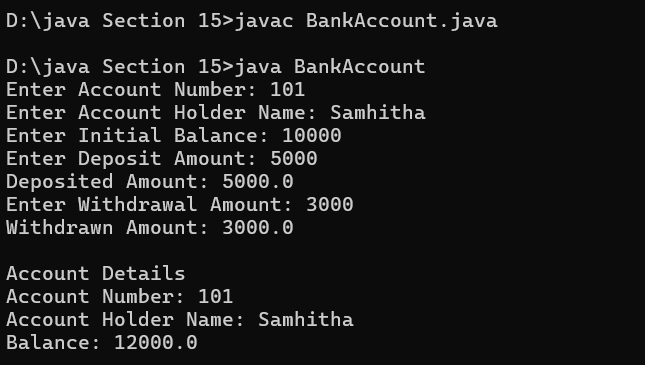 D:\java Section 15>javac BankAccount.java
D:\java Section 15>java BankAccount
Enter Account Number: 101
Enter Account Holder Name: Samhitha
Enter Initial Balance: 10000
Enter Deposit Amount: 5000
Deposited Amount: 5000.0
Enter Withdrawal Amount: 3000
Withdrawn Amount: 3000.0
Account Details
Account Number: 101
Account Holder Name: Samhitha
Balance: 12000.0